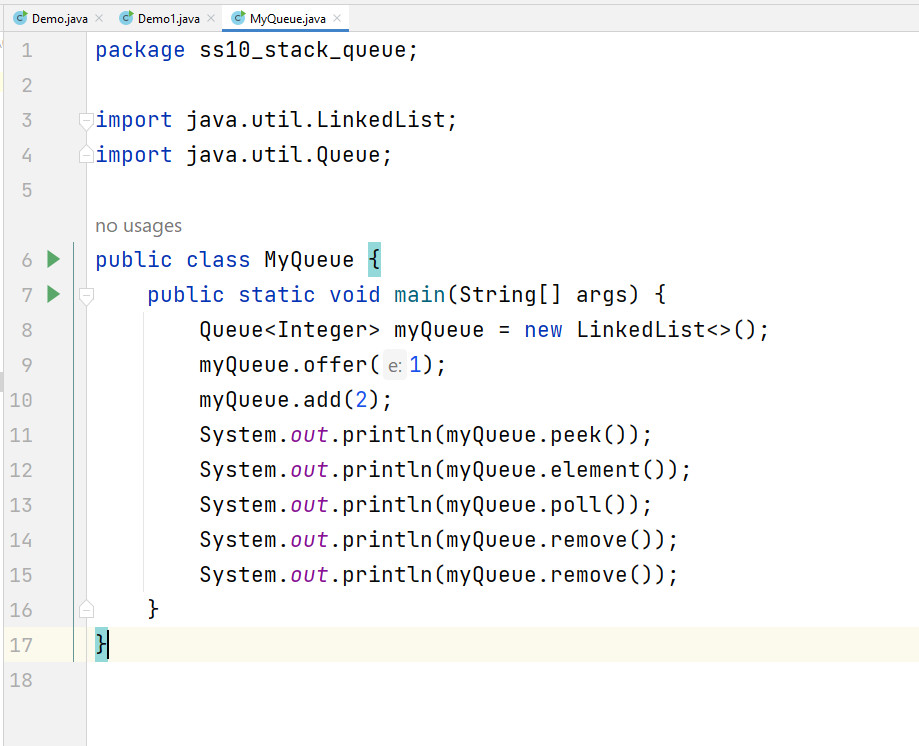 Demo.java Demo1.java MyQueue.java
1 package ss10_stack_queue;
2
3 import java.util.LinkedList;
4 import java.util.Queue;
5
no usages
6 public class MyQueue {
7 public static void main(String[] args) {
8 Queue<Integer> myQueue = new LinkedList<>();
9 myQueue.offer( e: 1);
10 myQueue.add(2);
11 System.out.println(myQueue.peek());
12 System.out.println(myQueue.element());
13 System.out.println(myQueue.poll());
14 System.out.println(myQueue.remove());
15 System.out.println(myQueue.remove());
16 }
17 }
18